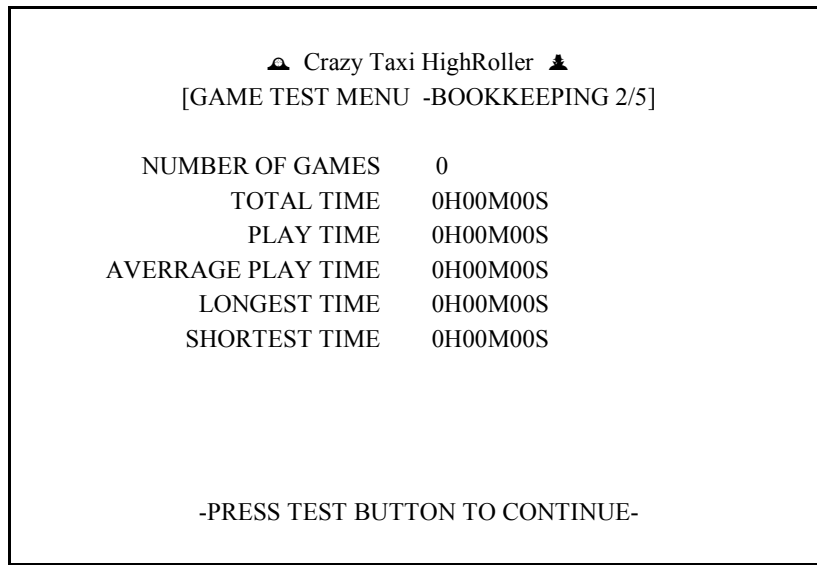 Crazy Taxi HighRoller
[GAME TEST MENU -BOOKKEEPING 2/5]
NUMBER OF GAMES 0
TOTAL TIME 0H00M00S
PLAY TIME 0H00M00S
AVERRAGE PLAY TIME 0H00M00S
LONGEST TIME 0H00M00S
SHORTEST TIME 0H00M00S
-PRESS TEST BUTTON TO CONTINUE-